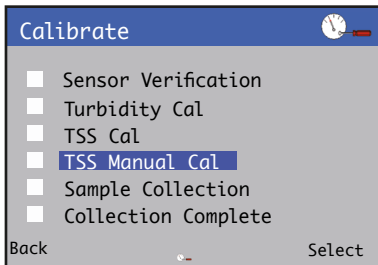 Calibrate
Sensor Verification
Turbidity Cal
TSS Cal
TSS Manual Cal
Sample Collection
Collection Complete
Back Select